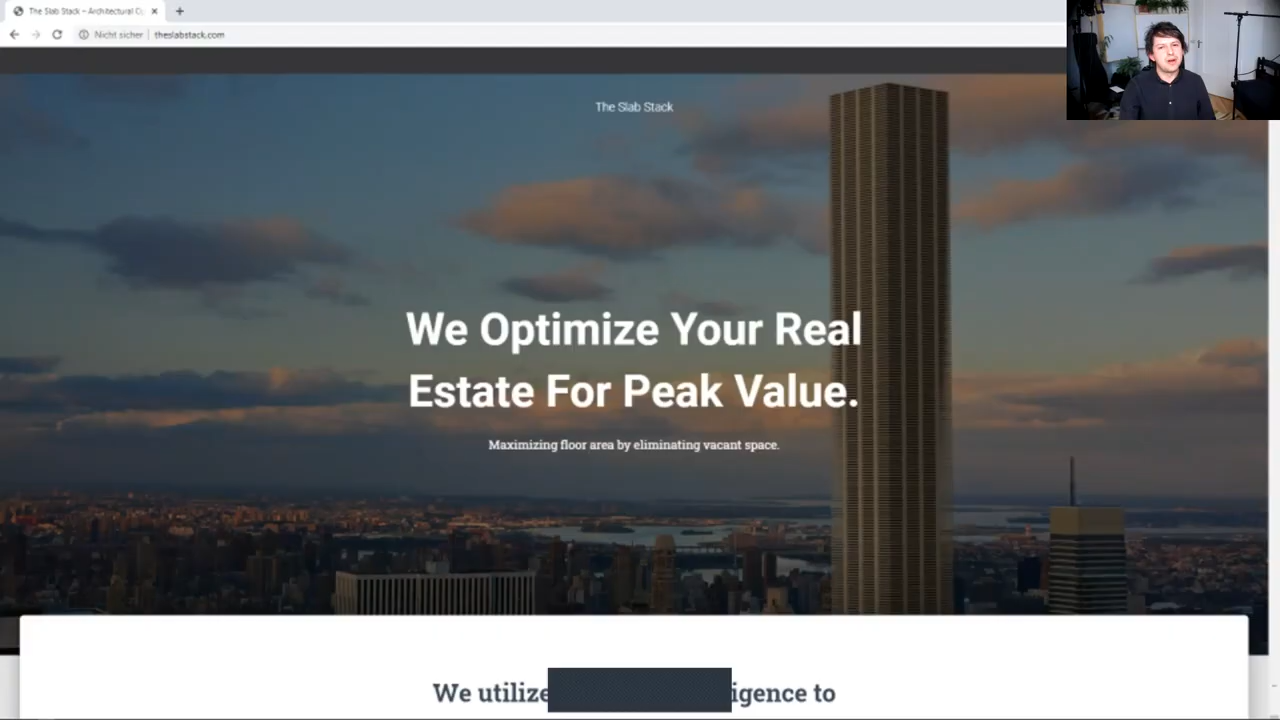 The Slab Stack – Architectural Cu
Nicht sicher | theslabstack.com
The Slab Stack
We Optimize Your Real
Estate For Peak Value.
Maximizing floor area by eliminating vacant space.
We utilize igence to